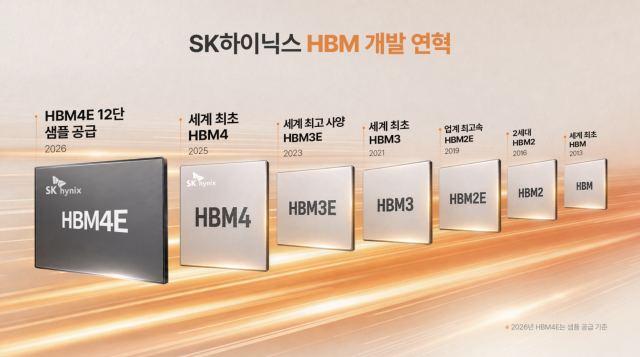 SK하이닉스 HBM 개발 연혁
HBM4E 12단
샘플 공급
2026
SK hynix
HBM4E
세계 최초
HBM4
2025
SK hynix
HBM4
세계 최고 사양
HBM3E
2023
HBM3E
세계 최초
HBM3
2021
HBM3
업계 최고속
HBM2E
2019
HBM2E
2세대
HBM2
2016
HBM2
세계 최초
HBM
2013
HBM
※ 2026년 HBM4E는 샘플 공급 기준